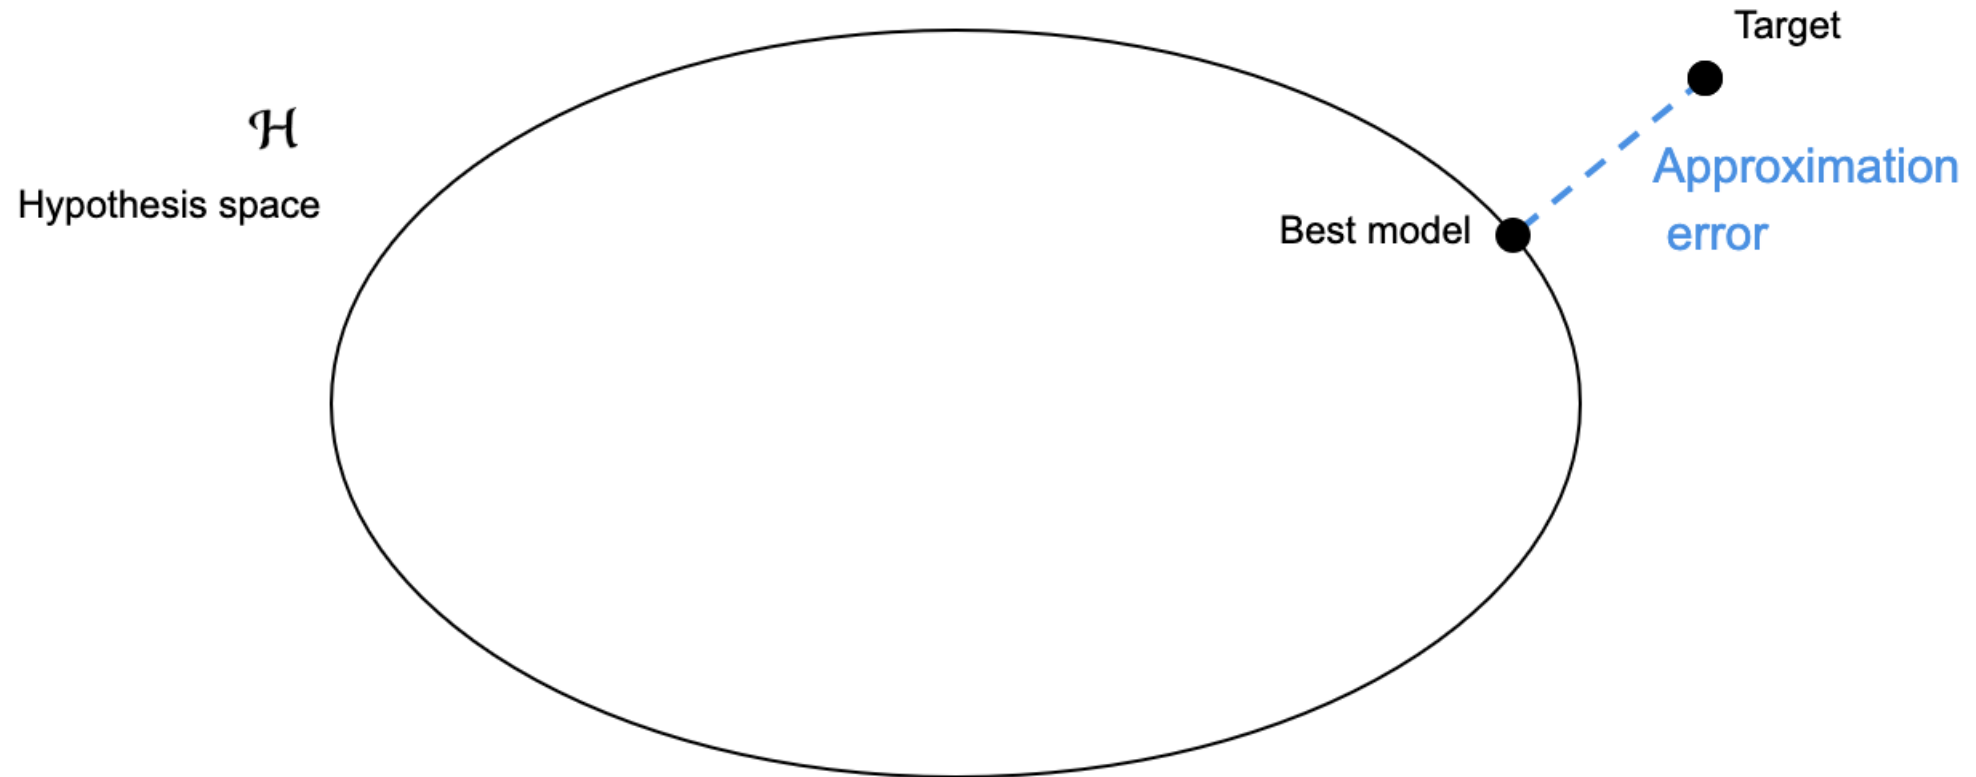 Target
ℋ
Approximation
Hypothesis space
Best model
error